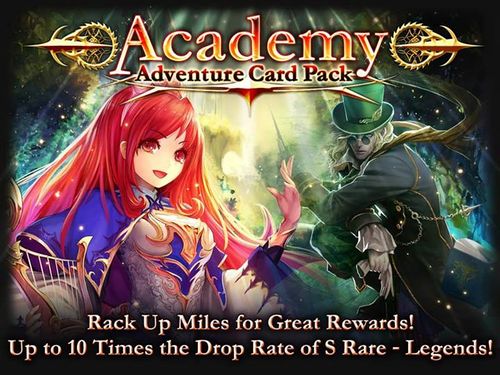 Academy
Adventure Card Pack
Rack Up Miles for Great Rewards!
Up to 10 Times the Drop Rate of S Rare - Legends!